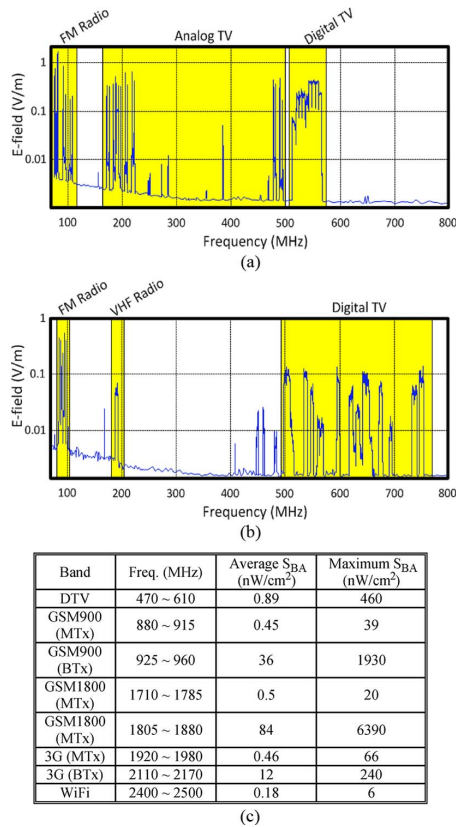 FM Radio
Analog TV
Digital TV
E-field (V/m)
1
0.1
0.001
100 200 300 400 500 600 700 800
Frequency (MHz)
(a)
FM Radio
VHF Radio
Digital TV
E-field (V/m)
1
0.1
0.01
100 200 300 400 500 600 700 800
Frequency (MHz)
(b)
Band Freq. (MHz) Average S_BA (nW/cm²) Maximum S_BA (nW/cm²)
DTV 470 ~ 610 0.89 460
GSM900 (MTx) 880 ~ 915 0.45 39
GSM900 (BTx) 925 ~ 960 36 1930
GSM1800 (MTx) 1710 ~ 1785 0.5 20
GSM1800 (MTx) 1805 ~ 1880 84 6390
3G (MTx) 1920 ~ 1980 0.46 66
3G (BTx) 2110 ~ 2170 12 240
WiFi 2400 ~ 2500 0.18 6
(c)